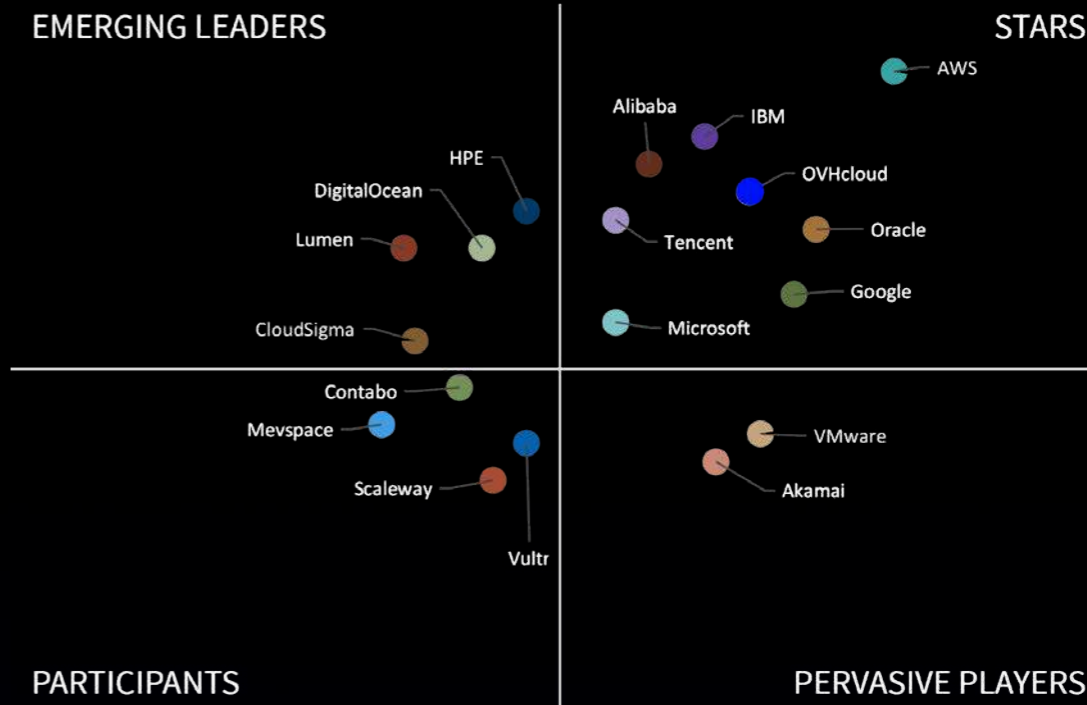 EMERGING LEADERS
STARS
AWS
Alibaba
IBM
HPE
OVHcloud
DigitalOcean
Lumen
Tencent
Oracle
Google
CloudSigma
Microsoft
Contabo
Mevspace
VMware
Scaleway
Akamai
Vultr
PARTICIPANTS
PERVASIVE PLAYERS